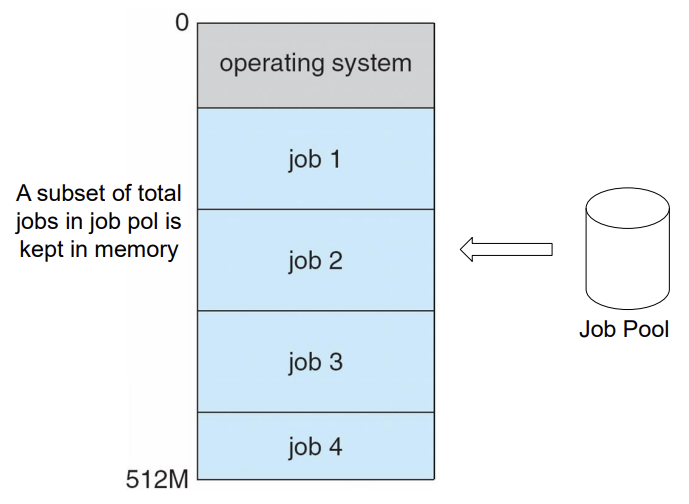 0
operating system
job 1
A subset of total
jobs in job pol is
kept in memory
job 2
Job Pool
job 3
job 4
512M